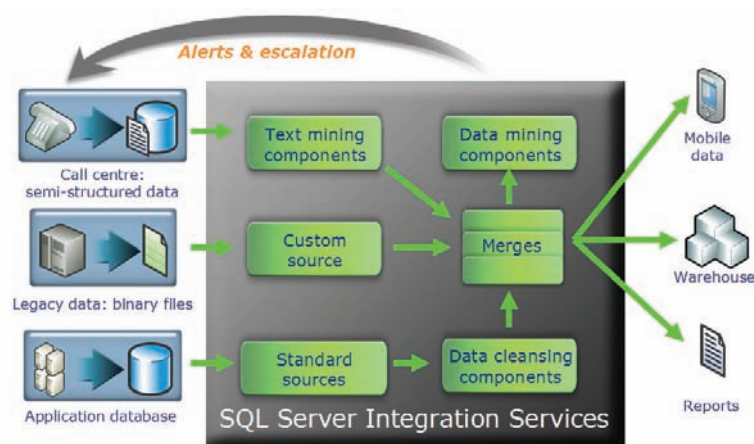 Alerts & escalation
Text mining
components
Data mining
components
Mobile
data
Call centre:
semi-structured data
Custom
source
Merges
Warehouse
Legacy data: binary files
Standard
sources
Data cleansing
components
Reports
Application database
SQL Server Integration Services